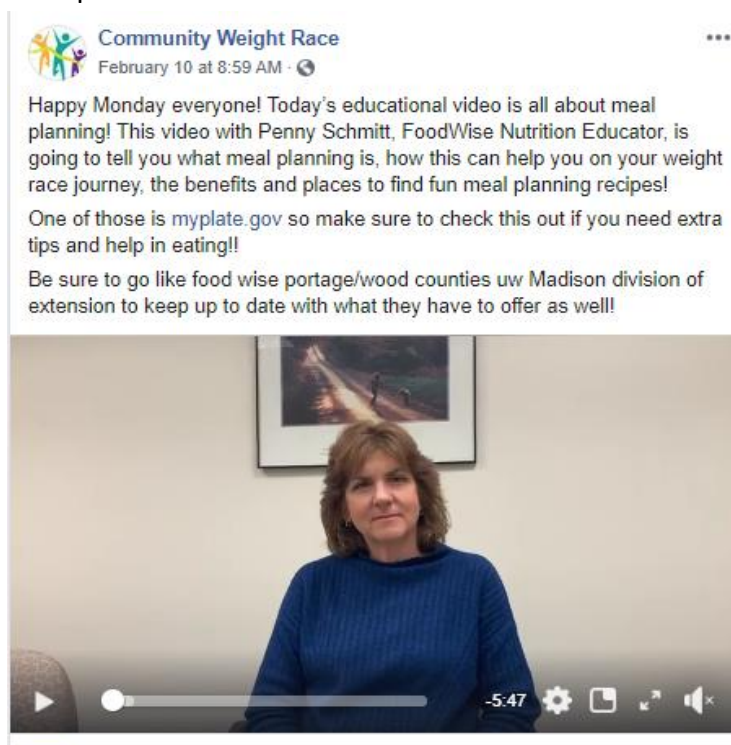 Community Weight Race
February 10 at 8:59 AM ·
Happy Monday everyone! Today's educational video is all about meal
planning! This video with Penny Schmitt, FoodWise Nutrition Educator, is
going to tell you what meal planning is, how this can help you on your weight
race journey, the benefits and places to find fun meal planning recipes!
One of those is myplate.gov so make sure to check this out if you need extra
tips and help in eating!!
Be sure to go like food wise portage/wood counties uw Madison division of
extension to keep up to date with what they have to offer as well!
-5:47